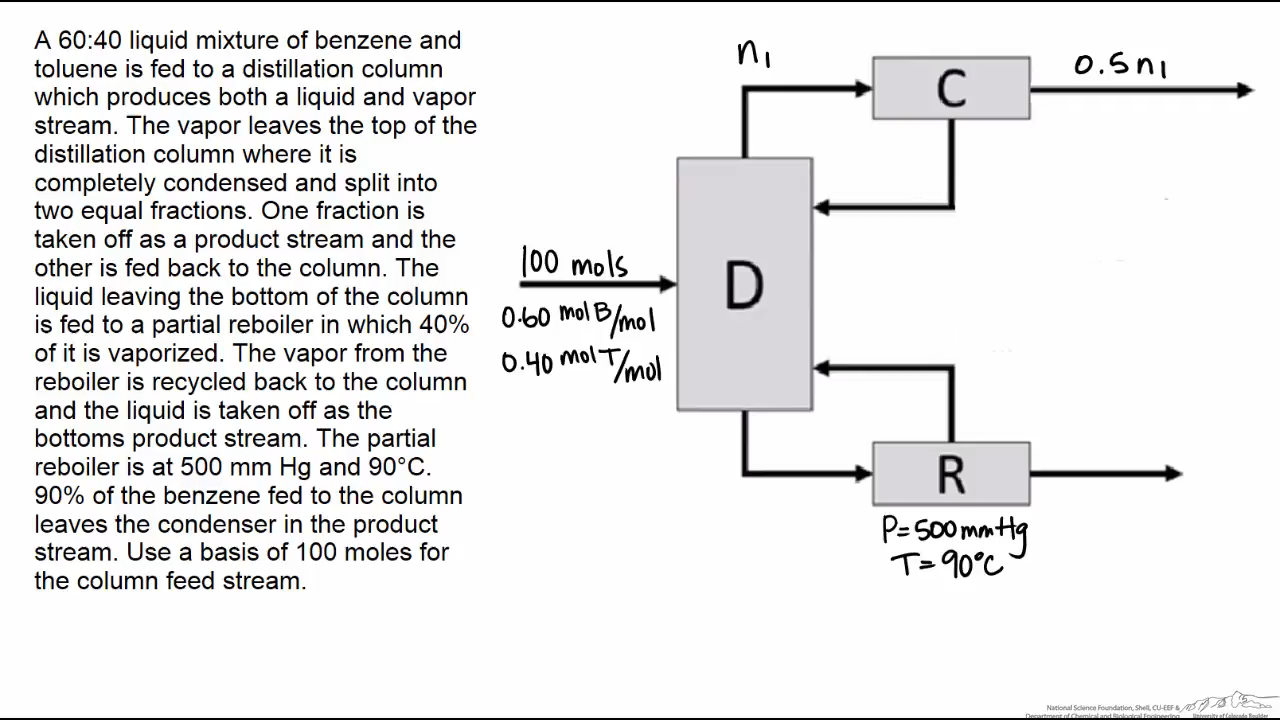 A 60:40 liquid mixture of benzene and
toluene is fed to a distillation column
which produces both a liquid and vapor
stream. The vapor leaves the top of the
distillation column where it is
completely condensed and split into
two equal fractions. One fraction is
taken off as a product stream and the
other is fed back to the column. The
liquid leaving the bottom of the column
is fed to a partial reboiler in which 40%
of it is vaporized. The vapor from the
reboiler is recycled back to the column
and the liquid is taken off as the
bottoms product stream. The partial
reboiler is at 500 mm Hg and 90°C.
90% of the benzene fed to the column
leaves the condenser in the product
stream. Use a basis of 100 moles for
the column feed stream.
n1
C
0.5n1
100 mols
0.60 molB/mol
0.40 molT/mol
D
R
P=500mmHg
T=90°C
National Science Foundation, Shell, CU-EEF &
Department of Chemical and Biological Engineering
University of Colorado Boulder